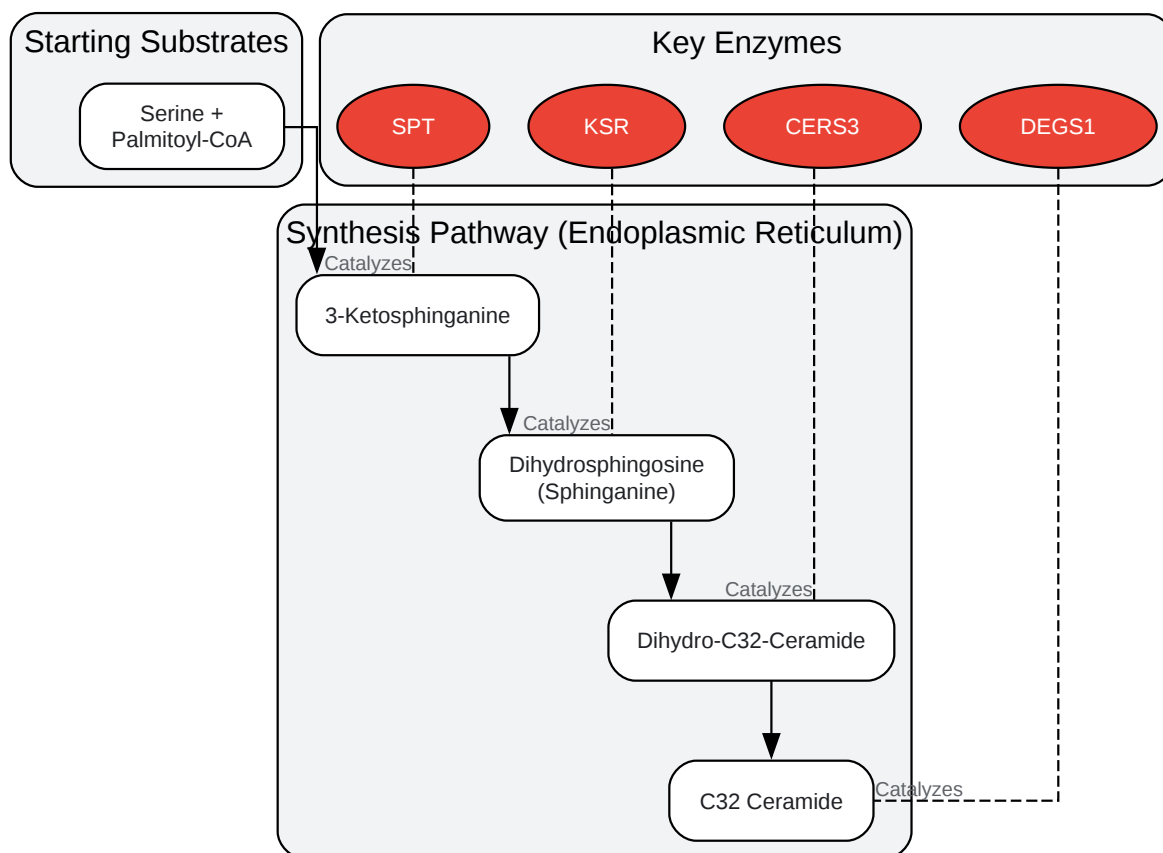 Starting Substrates
Key Enzymes
Serine +
Palmitoyl-CoA
SPT
KSR
CERS3
DEGS1
Synthesis Pathway (Endoplasmic Reticulum)
Catalyzes
3-Ketosphinganine
Catalyzes
Dihydrosphingosine
(Sphinganine)
Catalyzes
Dihydro-C32-Ceramide
C32 Ceramide
Catalyzes